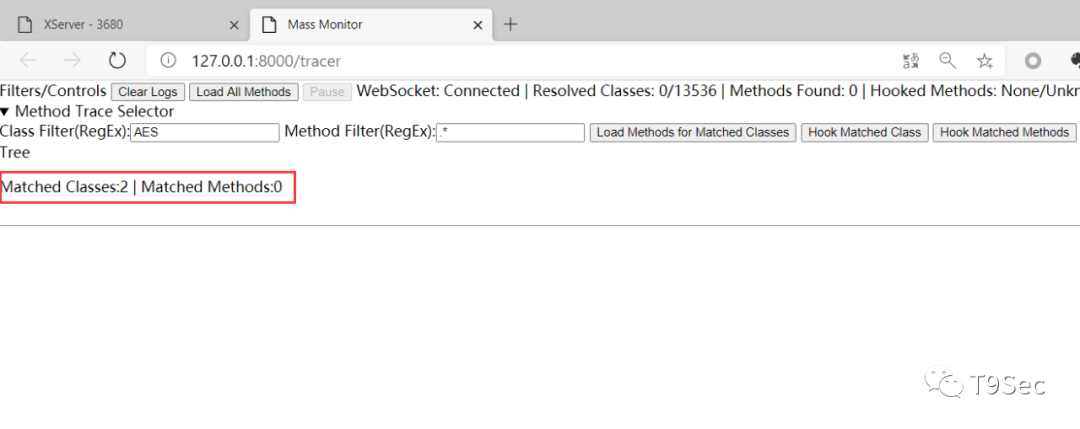 XServer - 3680
Mass Monitor
127.0.0.1:8000/tracer
Filters/Controls Clear Logs Load All Methods Pause WebSocket: Connected | Resolved Classes: 0/13536 | Methods Found: 0 | Hooked Methods: None/Unkn
Method Trace Selector
Class Filter(RegEx): AES Method Filter(RegEx): .* Load Methods for Matched Classes Hook Matched Class Hook Matched Methods
Tree
Matched Classes:2 | Matched Methods:0
T9Sec